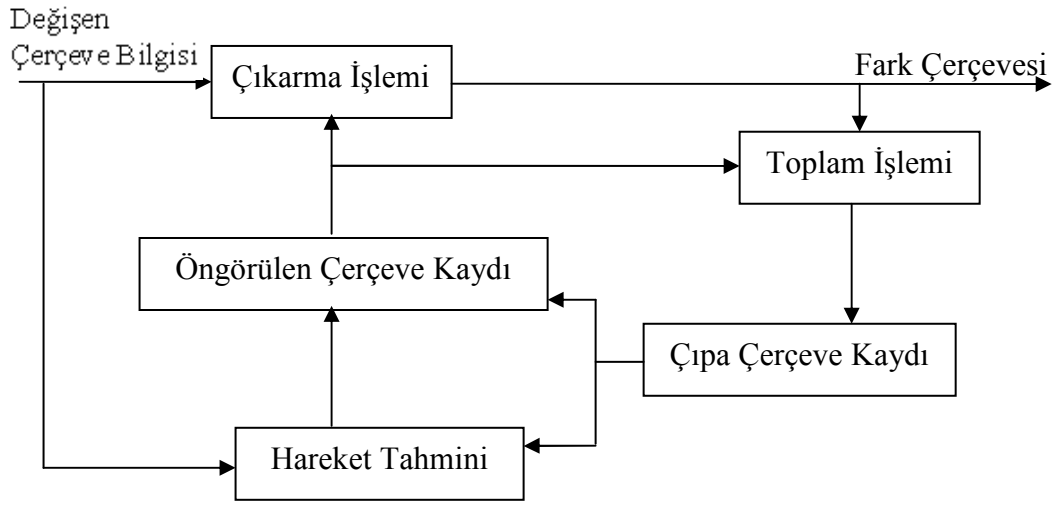 Değişen
Çerçeve Bilgisi
Çıkarma İşlemi
Fark Çerçevesi
Toplam İşlemi
Öngörülen Çerçeve Kaydı
Çıpa Çerçeve Kaydı
Hareket Tahmini